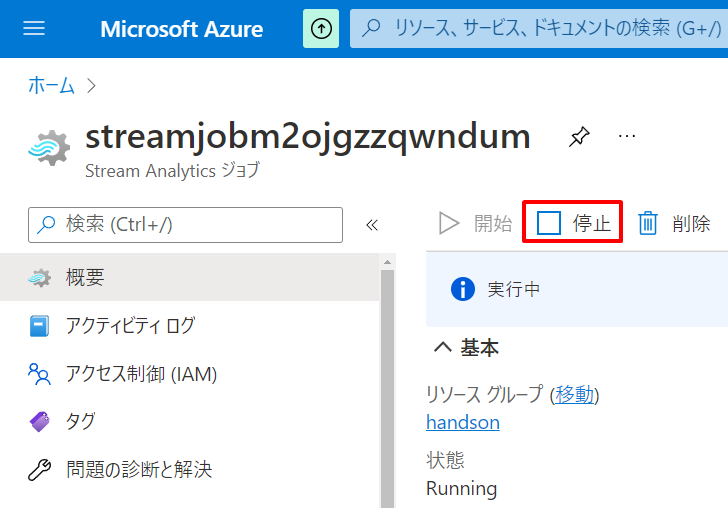 Microsoft Azure
リソース、サービス、ドキュメントの検索 (G+/)
ホーム
streamjobm2ojgzzqwndum
Stream Analytics ジョブ
検索 (Ctrl+/)
開始
停止
削除
概要
アクティビティ ログ
アクセス制御 (IAM)
タグ
問題の診断と解決
実行中
基本
リソース グループ (移動)
handson
状態
Running